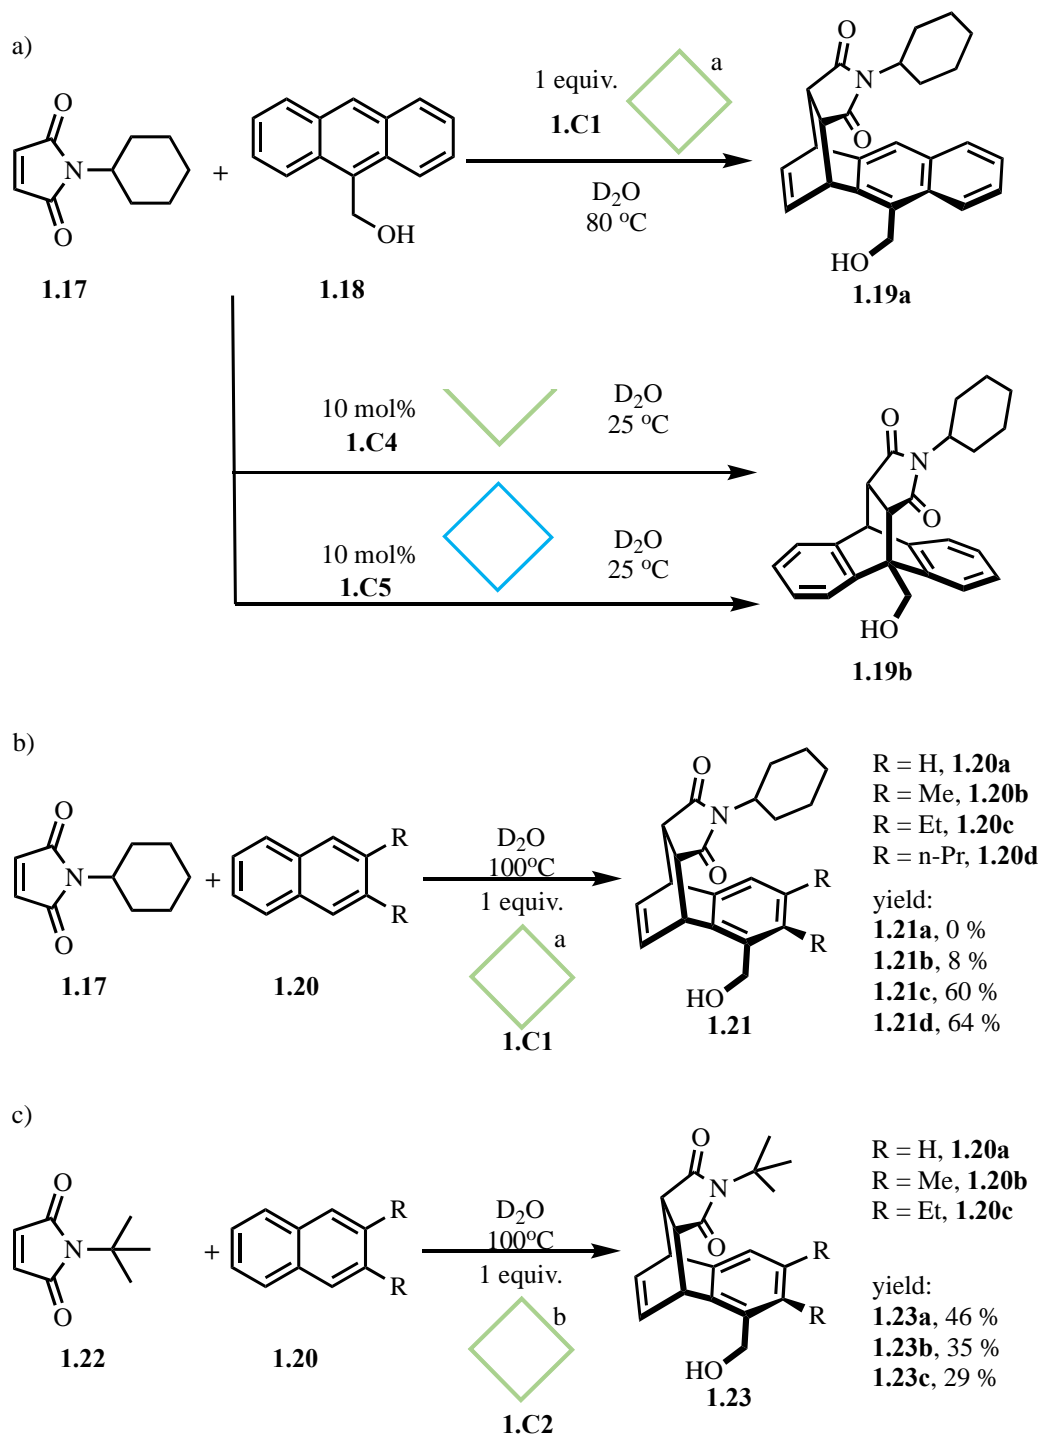 a)
1 equiv.
1.C1
a
D2O
80 °C
O
N
O
+
OH
1.17
1.18
O
N
O
HO
1.19a
10 mol%
1.C4
D2O
25 °C
10 mol%
1.C5
D2O
25 °C
O
N
O
HO
1.19b
b)
O
N
O
+
R
R
1.17
1.20
D2O
100°C
1 equiv.
a
1.C1
O
N
O
R
R
HO
1.21
R = H, 1.20a
R = Me, 1.20b
R = Et, 1.20c
R = n-Pr, 1.20d
yield:
1.21a, 0 %
1.21b, 8 %
1.21c, 60 %
1.21d, 64 %
c)
O
N
O
+
R
R
1.22
1.20
D2O
100°C
1 equiv.
b
1.C2
O
N
O
R
R
HO
1.23
R = H, 1.20a
R = Me, 1.20b
R = Et, 1.20c
yield:
1.23a, 46 %
1.23b, 35 %
1.23c, 29 %